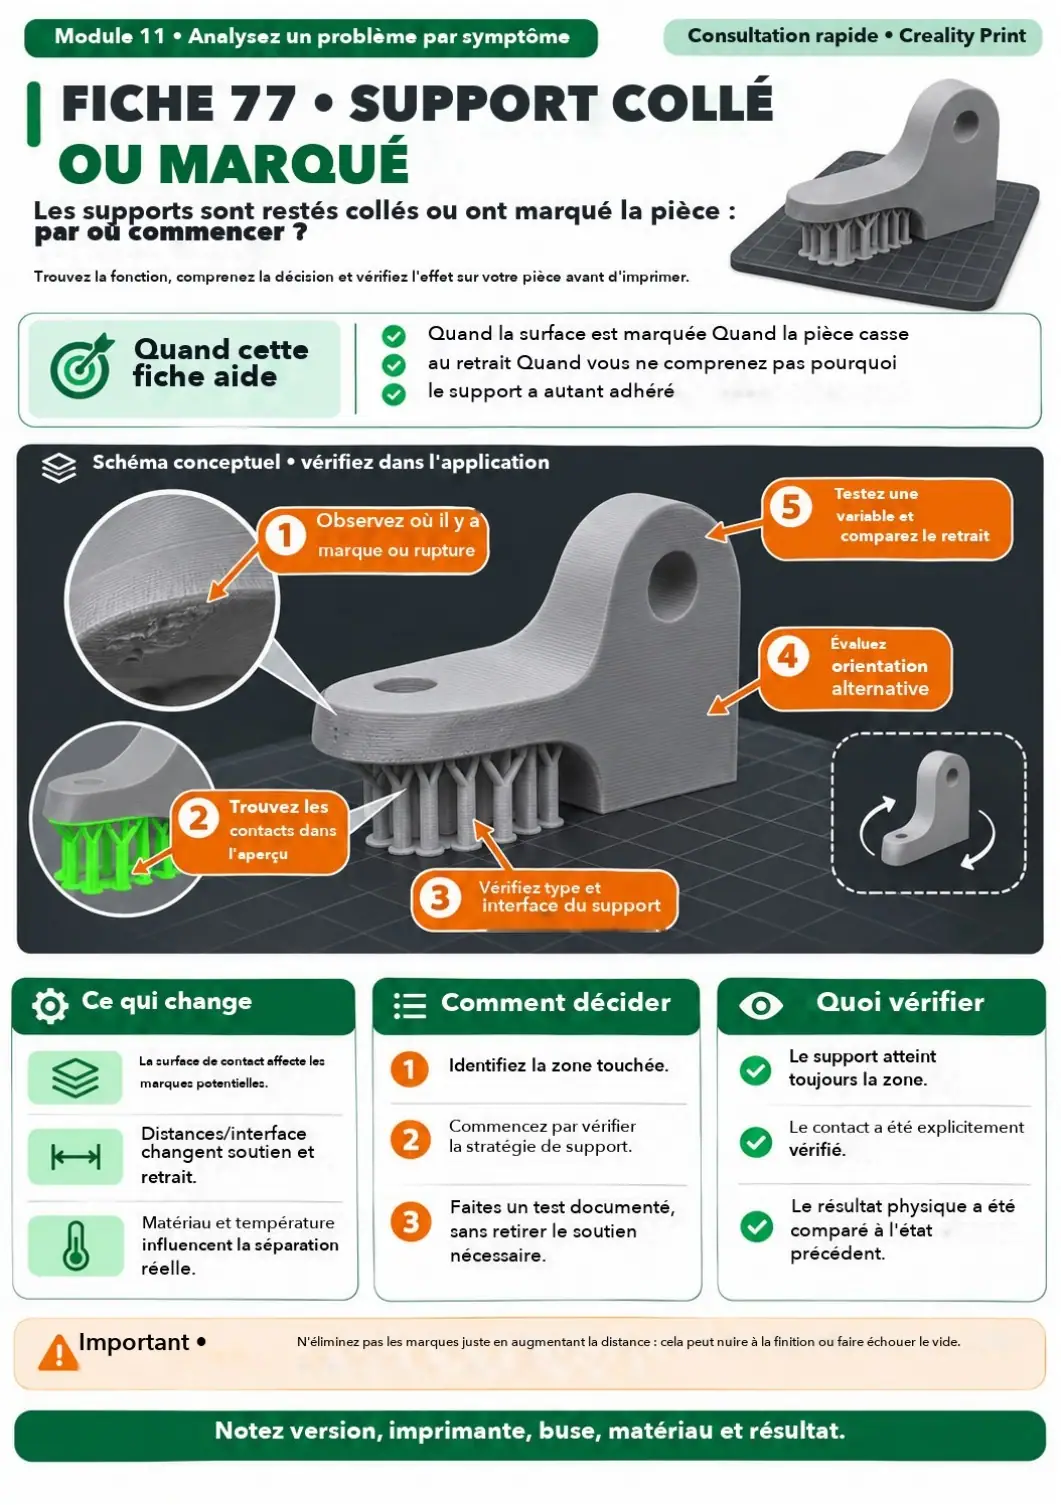 Module 11 • Analysez un problème par symptôme
Consultation rapide • Creality Print
FICHE 77 • SUPPORT COLLÉ
OU MARQUÉ
Les supports sont restés collés ou ont marqué la pièce :
par où commencer ?
Trouvez la fonction, comprenez la décision et vérifiez l'effet sur votre pièce avant d'imprimer.
Quand cette
fiche aide
Quand la surface est marquée Quand la pièce casse
au retrait Quand vous ne comprenez pas pourquoi
le support a autant adhéré
Schéma conceptuel • vérifiez dans l'application
1 Observez où il y a
marque ou rupture
5 Testez une
variable et
comparez le retrait
4 Évaluez
orientation
alternative
2 Trouvez les
contacts dans
l'aperçu
3 Vérifiez type et
interface du support
Ce qui change
La surface de contact affecte les
marques potentielles.
Distances/interface
changent soutien et
retrait.
Matériau et température
influencent la séparation
réelle.
Comment décider
1 Identifiez la zone touchée.
2 Commencez par vérifier
la stratégie de support.
3 Faites un test documenté,
sans retirer le soutien
nécessaire.
Quoi vérifier
Le support atteint
toujours la zone.
Le contact a été explicitement
vérifié.
Le résultat physique a été
comparé à l'état
précédent.
Important •
N'éliminez pas les marques juste en augmentant la distance : cela peut nuire à la finition ou faire échouer le vide.
Notez version, imprimante, buse, matériau et résultat.